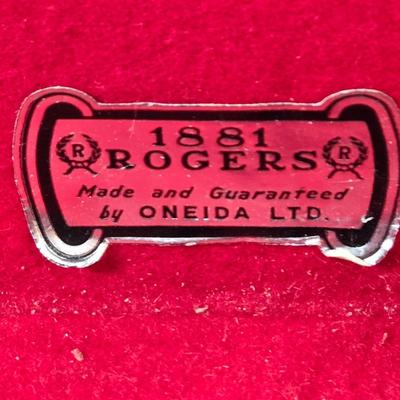 1881
R ROGERS R
Made and Guaranteed
by ONEIDA LTD.